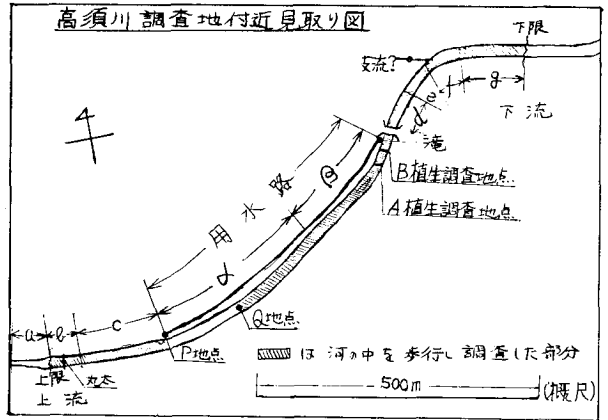 高須川調査地付近見取り図
下限
支流?
g
f
e
d
下流
滝
B植生調査地点
A植生調査地点
用水路
β
α
a
b
c
Q地点
P地点
上限
丸太
上流
は河の中を歩行し調査した部分
500m
(概尺)